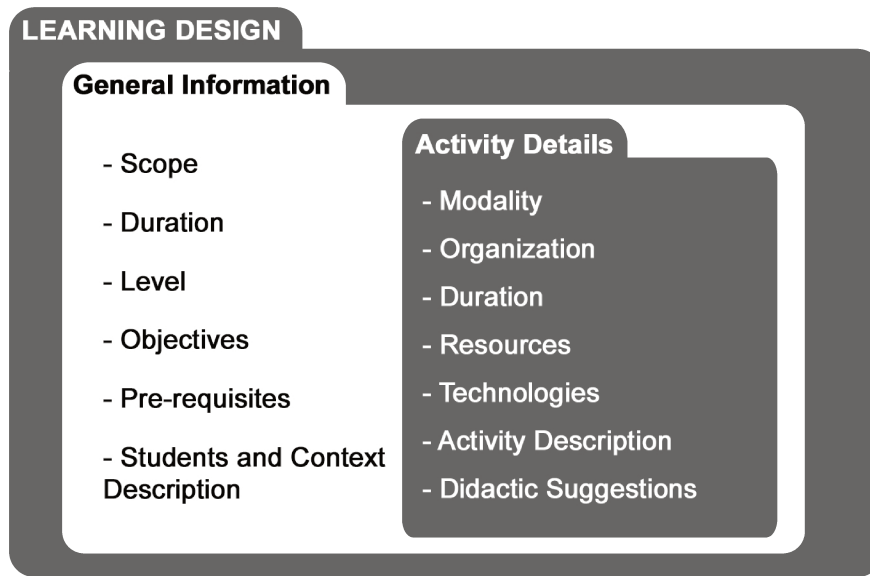 LEARNING DESIGN
General Information
- Scope
- Duration
- Level
- Objectives
- Pre-requisites
- Students and Context
Description
Activity Details
- Modality
- Organization
- Duration
- Resources
- Technologies
- Activity Description
- Didactic Suggestions